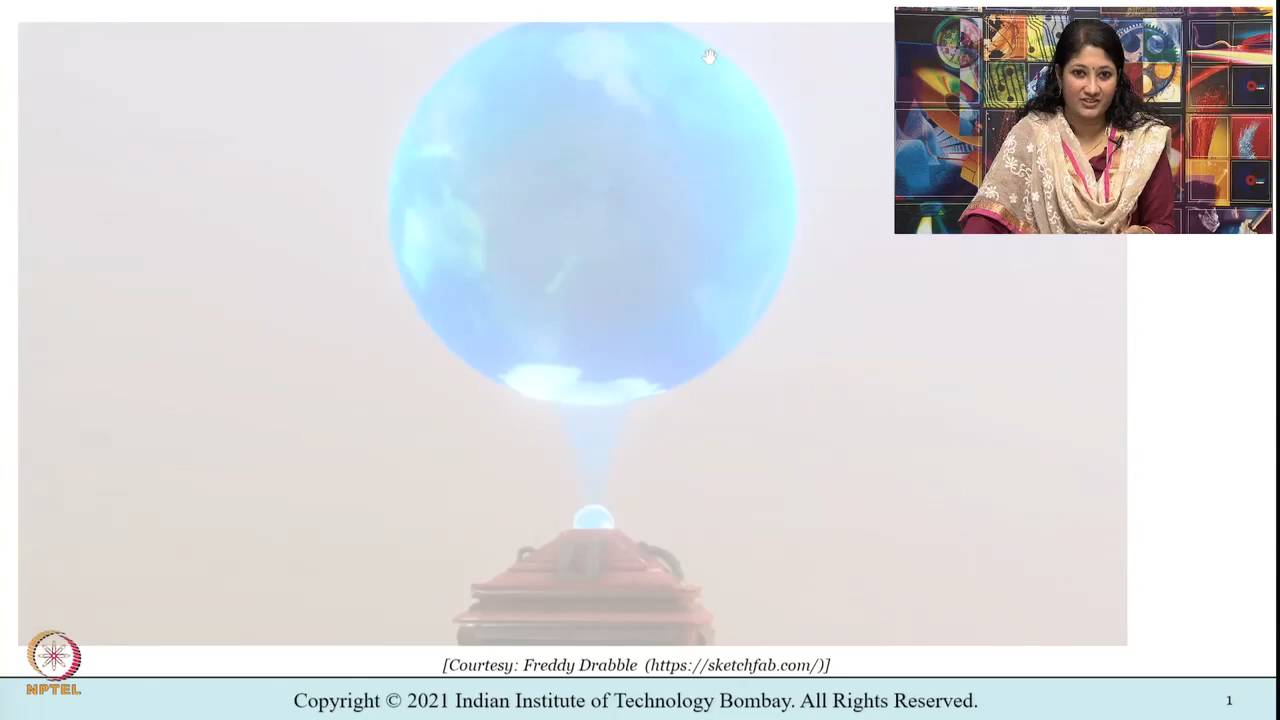 [Courtesy: Freddy Drabble (https://sketchfab.com/)]
NPTEL
Copyright © 2021 Indian Institute of Technology Bombay. All Rights Reserved.
1